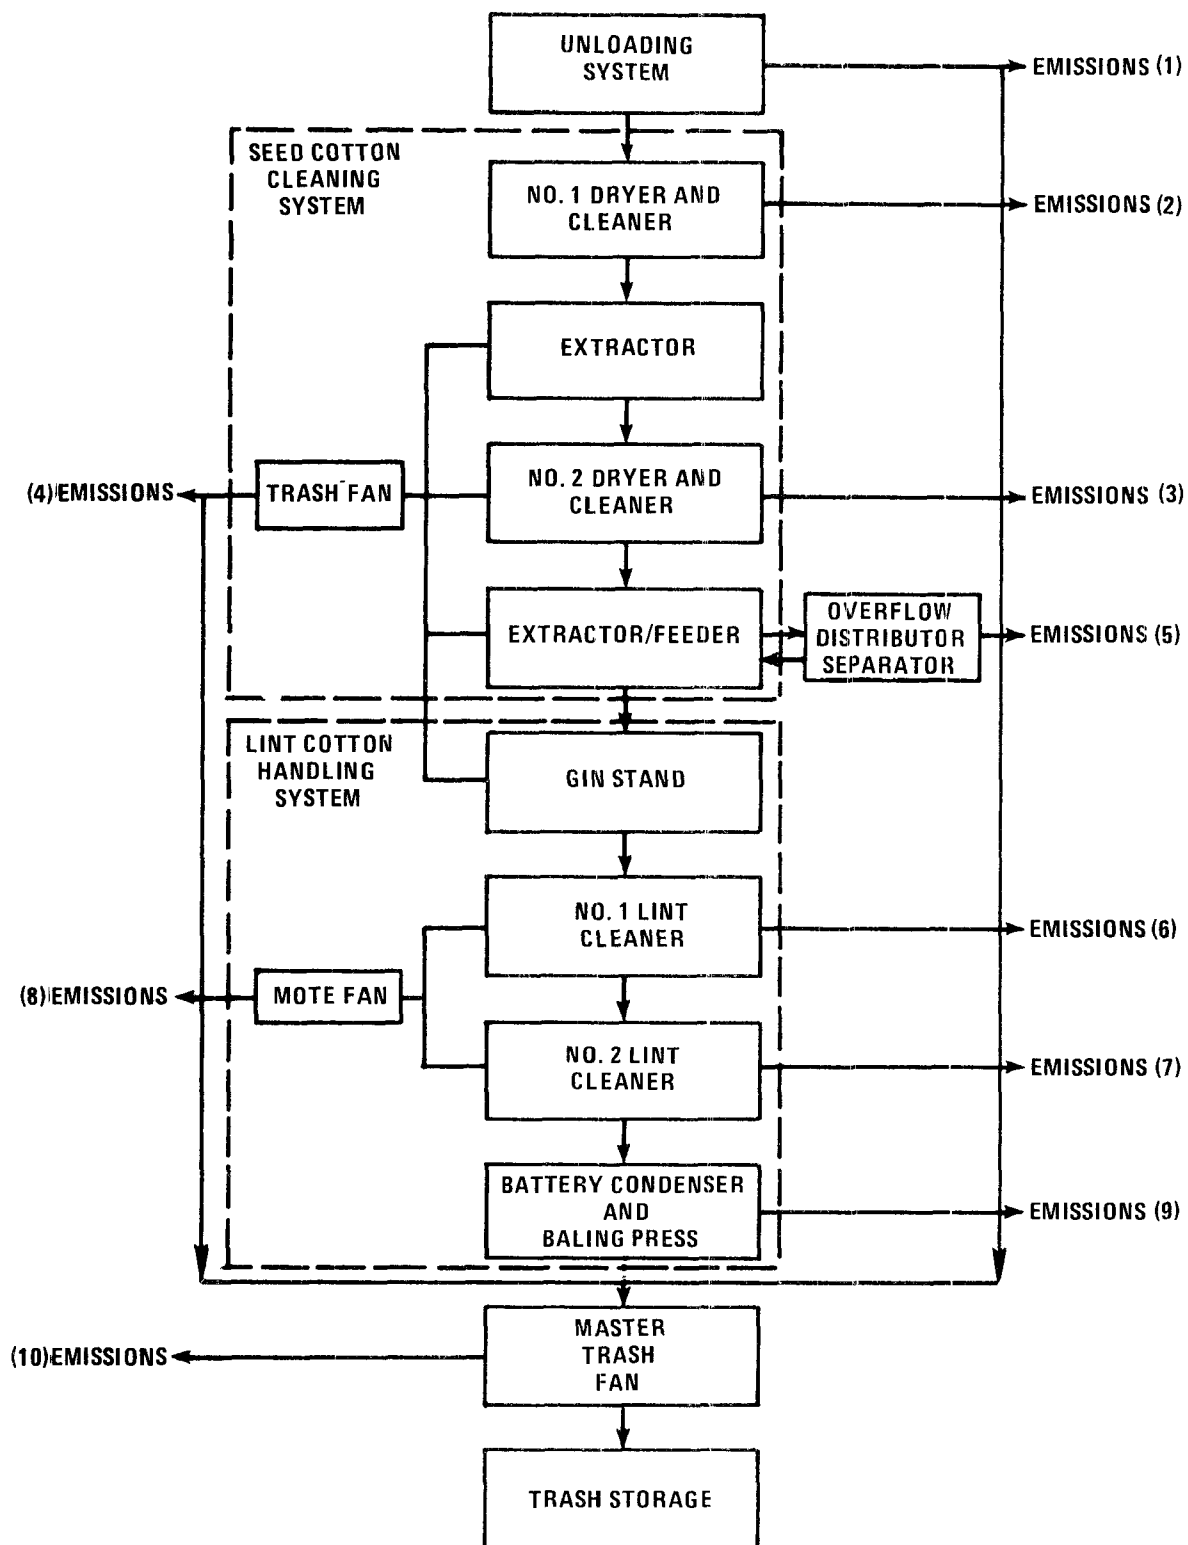 UNLOADING
SYSTEM
EMISSIONS (1)
SEED COTTON
CLEANING
SYSTEM
NO. 1 DRYER AND
CLEANER
EMISSIONS (2)
EXTRACTOR
(4) EMISSIONS
TRASH FAN
NO. 2 DRYER AND
CLEANER
EMISSIONS (3)
EXTRACTOR/FEEDER
OVERFLOW
DISTRIBUTOR
SEPARATOR
EMISSIONS (5)
LINT COTTON
HANDLING
SYSTEM
GIN STAND
NO. 1 LINT
CLEANER
EMISSIONS (6)
(8) EMISSIONS
MOTE FAN
NO. 2 LINT
CLEANER
EMISSIONS (7)
BATTERY CONDENSER
AND
BALING PRESS
EMISSIONS (9)
(10) EMISSIONS
MASTER
TRASH
FAN
TRASH STORAGE